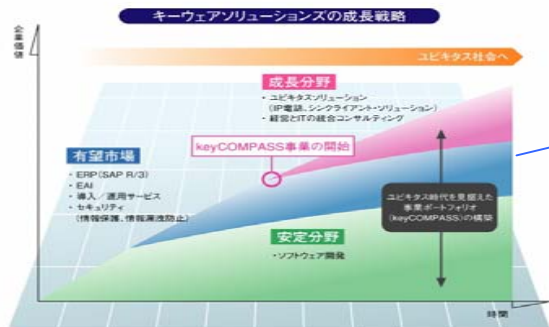 キーウェアソリューションズの成長戦略
企業価値
ユビキタス社会へ
成長分野
・ユビキタスソリューション
（IP電話、シンクライアント・ソリューション）
・経営とITの統合コンサルティング
keyCOMPASS事業の開始
有望市場
・ERP(SAP R/3)
・EAI
・導入／運用サービス
・セキュリティ
（情報保護、情報漏洩防止）
ユビキタス時代を見据えた
事業ポートフォリオ
（keyCOMPASS）の構築
安定分野
・ソフトウェア開発
時間